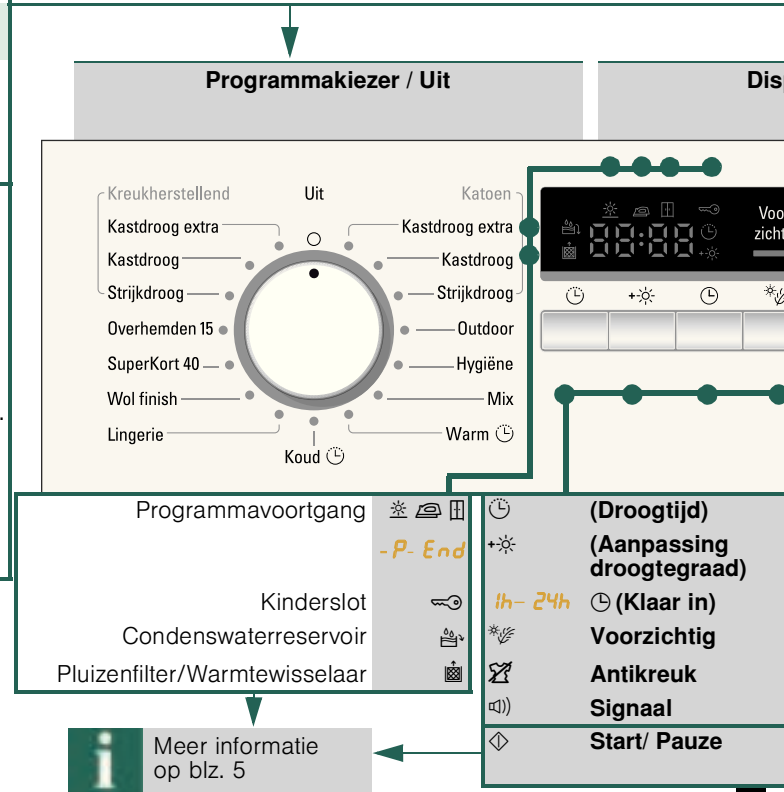 Programmakiezer / Uit
Kreukherstellend
Kastdroog extra
Kastdroog
Strijkdroog
Overhemden 15
SuperKort 40
Wol finish
Lingerie
Uit
Koud
Katoen
Kastdroog extra
Kastdroog
Strijkdroog
Outdoor
Hygiëne
Mix
Warm
88:88
Programmavoortgang
-P- End
Kinderslot
Condenswaterreservoir
Pluizenfilter/Warmtewisselaar
(Droogtijd)
(Aanpassing
droogtegraad)
1h- 24h (Klaar in)
Voorzichtig
Antikreuk
Signaal
Start/ Pauze
i Meer informatie
op blz. 5